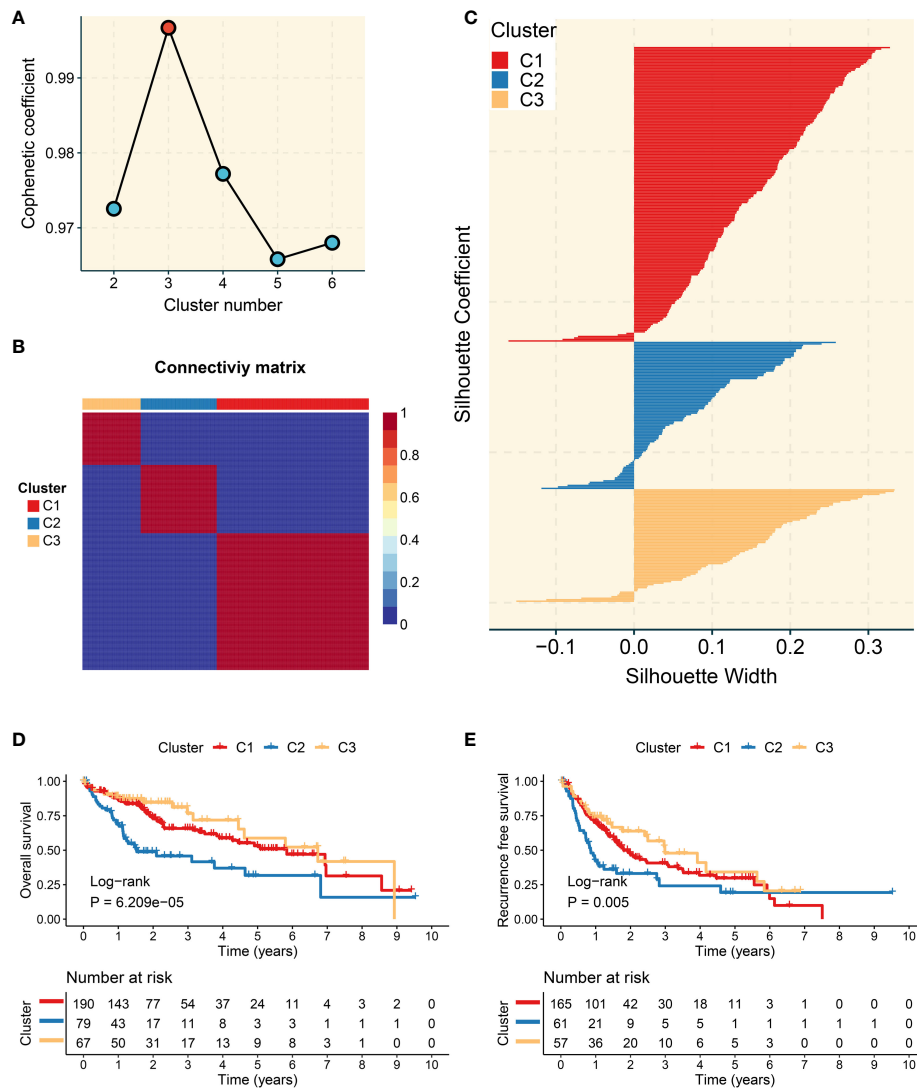 A
Cophenetic coefficient
0.99
0.98
0.97
2 3 4 5 6
Cluster number
B
Connectiviy matrix
Cluster
C1
C2
C3
1
0.8
0.6
0.4
0.2
0
C
Cluster
C1
C2
C3
Silhouette Coefficient
−0.1 0.0 0.1 0.2 0.3
Silhouette Width
D
Cluster C1 C2 C3
Overall survival
1.00
0.75
0.50
0.25
0.00
Log−rank
P = 6.209e−05
0 1 2 3 4 5 6 7 8 9 10
Time (years)
Number at risk
Cluster
190 143 77 54 37 24 11 4 3 2 0
79 43 17 11 8 3 3 1 1 1 0
67 50 31 17 13 9 8 3 1 0 0
0 1 2 3 4 5 6 7 8 9 10
Time (years)
E
Cluster C1 C2 C3
Recurrence free survival
1.00
0.75
0.50
0.25
0.00
Log−rank
P = 0.005
0 1 2 3 4 5 6 7 8 9 10
Time (years)
Number at risk
Cluster
165 101 42 30 18 11 3 1 0 0 0
61 21 9 5 5 1 1 1 1 1 0
57 36 20 10 6 5 3 0 0 0 0
0 1 2 3 4 5 6 7 8 9 10
Time (years)